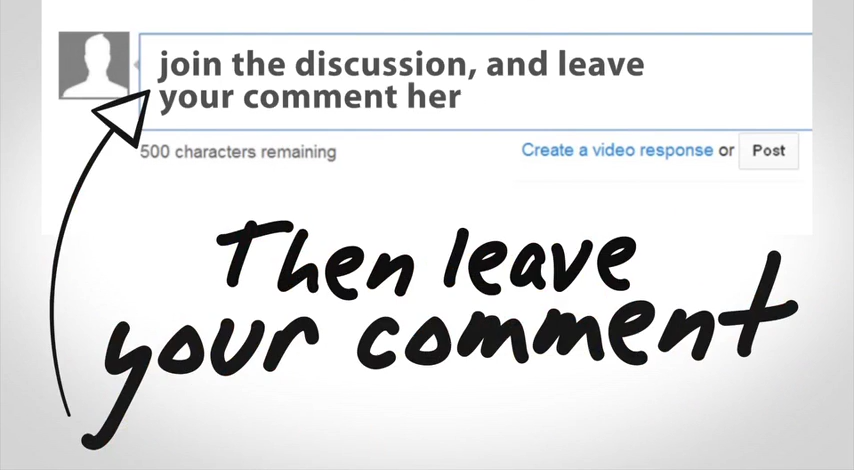 join the discussion, and leave
your comment her
500 characters remaining
Create a video response or Post
Then leave
your comment